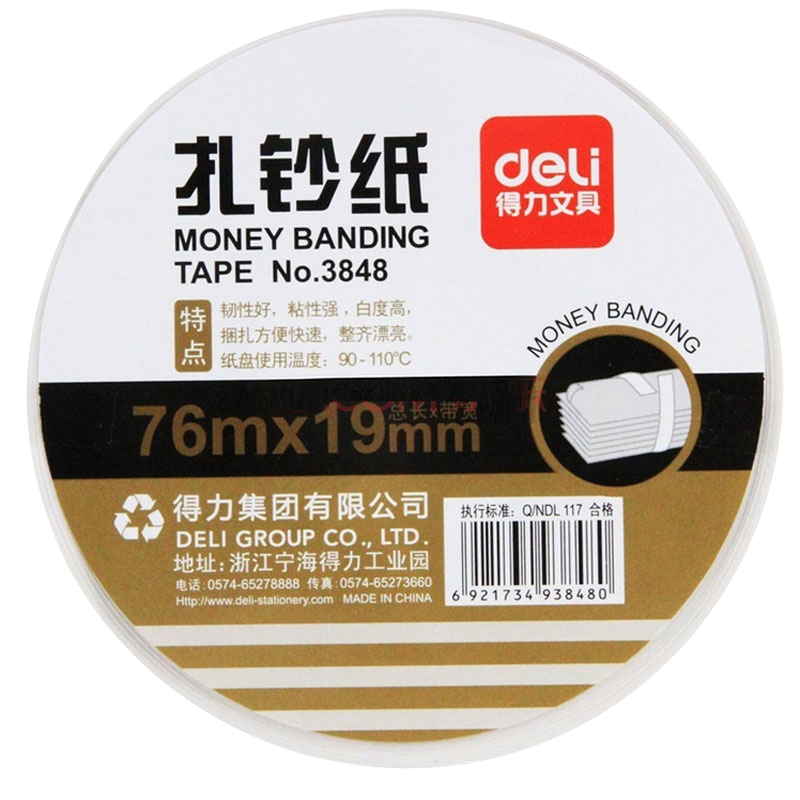 扎钞纸
MONEY BANDING
TAPE No.3848
deli
得力文具
特点
韧性好，粘性强，白度高，
捆扎方便快速，整齐漂亮。
纸盘使用温度：90-110°C
MONEY BANDING
总长x带宽
76mx19mm
得力集团有限公司
DELI GROUP CO., LTD.
地址：浙江宁海得力工业园
电话：0574-65278888 传真：0574-65273660
Http://www.deli-stationery.com MADE IN CHINA
执行标准：Q/NDL 117 合格
6 921734 938480